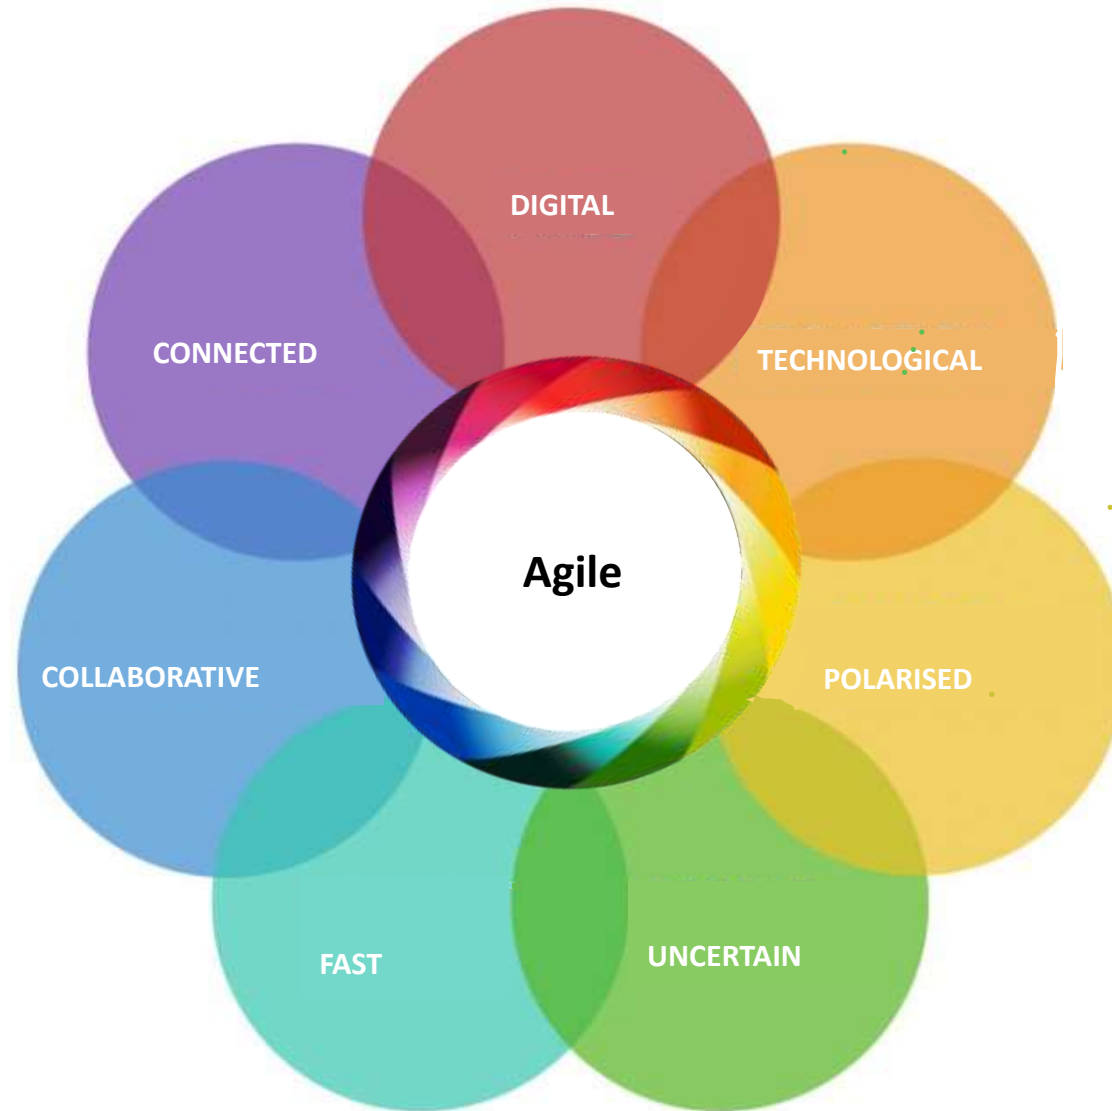 DIGITAL
CONNECTED
TECHNOLOGICAL
Agile
COLLABORATIVE
POLARISED
FAST
UNCERTAIN